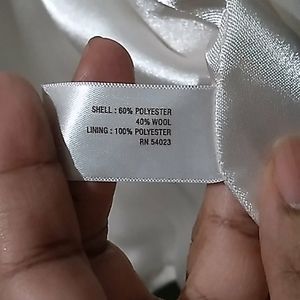 SHELL : 60% POLYESTER
40% WOOL
LINING : 100% POLYESTER
RN 54023